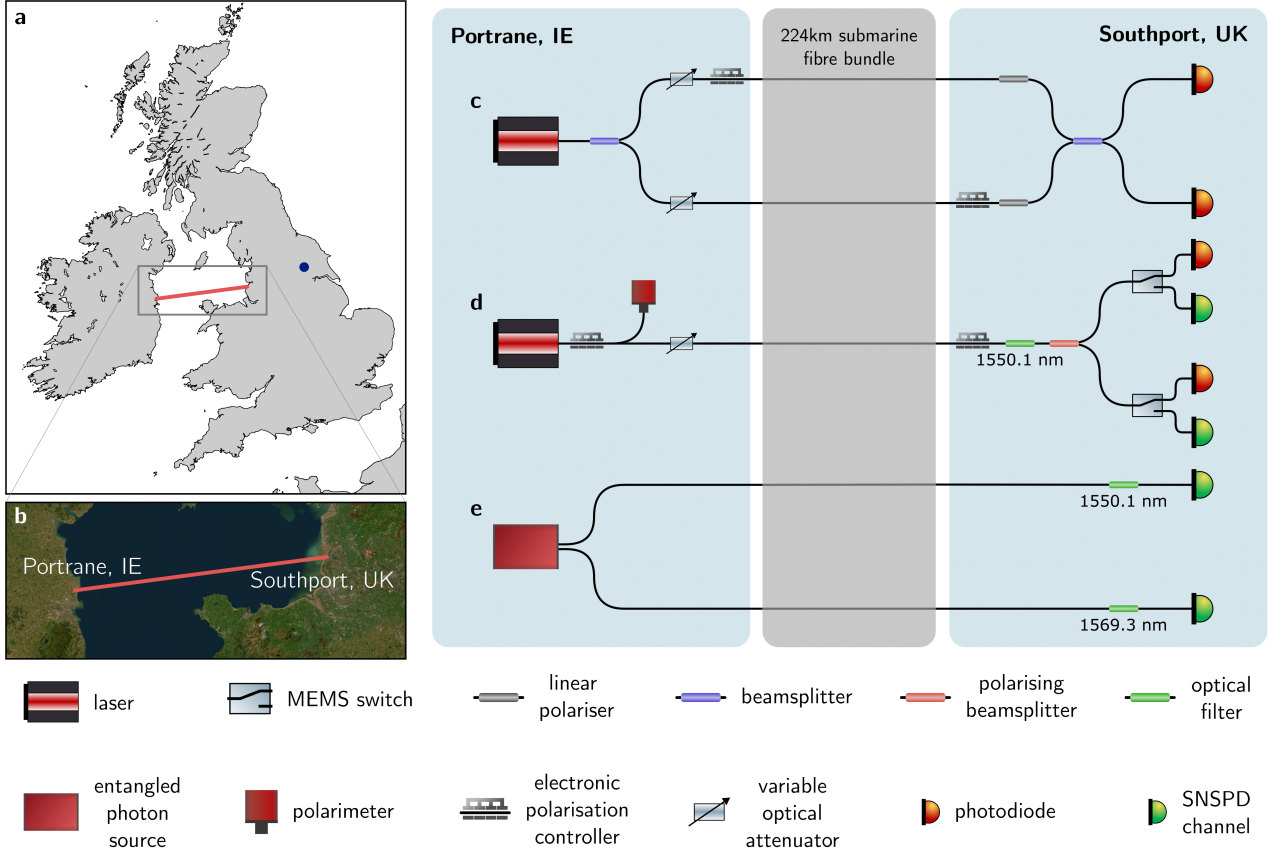 a
b
Portrane, IE
Southport, UK
Portrane, IE
224km submarine
fibre bundle
Southport, UK
c
d
1550.1 nm
e
1550.1 nm
1569.3 nm
laser
MEMS switch
linear
polariser
beamsplitter
polarising
beamsplitter
optical
filter
entangled
photon
source
polarimeter
electronic
polarisation
controller
variable
optical
attenuator
photodiode
SNSPD
channel